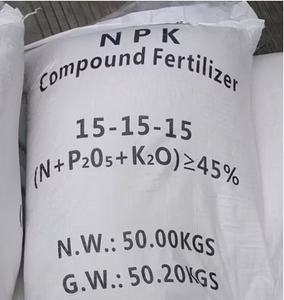 NPK
Compound Fertilizer
15-15-15
(N+P₂O₅+K₂O)≥45%
N.W.: 50.00KGS
G.W.: 50.20KGS